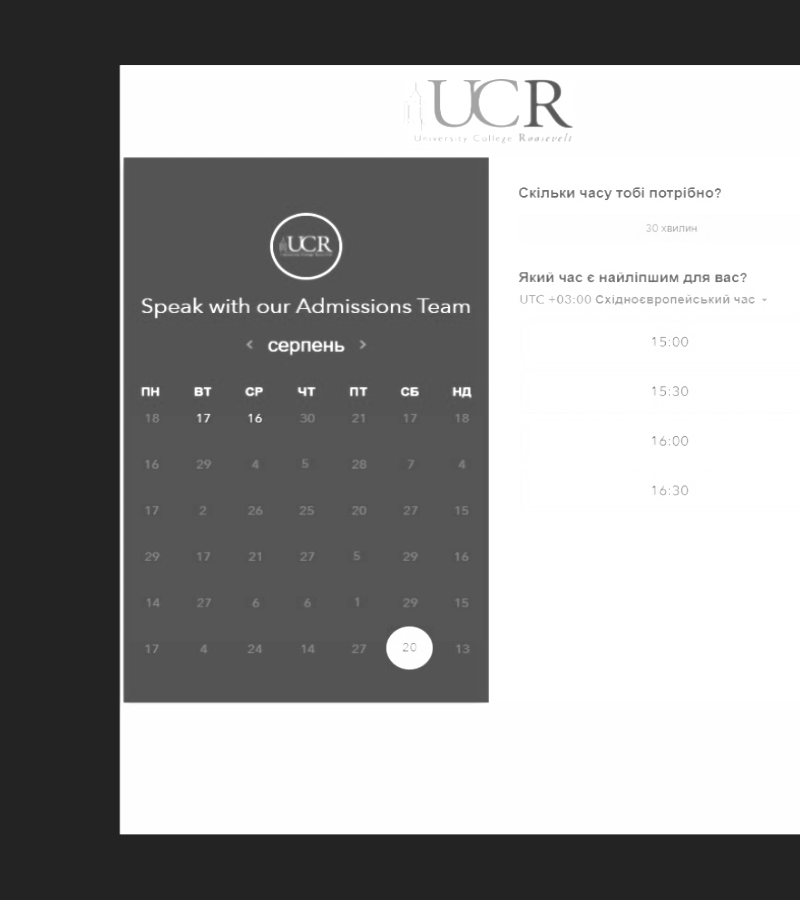 UCR
University College Roosevelt
UCR
Speak with our Admissions Team
< серпень >
ПН ВТ СР ЧТ ПТ СБ НД
18 17 16 30 21 17 18
16 29 4 5 28 7 4
17 2 26 25 20 27 15
29 17 21 27 5 29 16
14 27 6 6 1 29 15
17 4 24 14 27 20 13
Скільки часу тобі потрібно?
30 хвилин
Який час є найліпшим для вас?
UTC +03:00 Східноєвропейський час
15:00
15:30
16:00
16:30